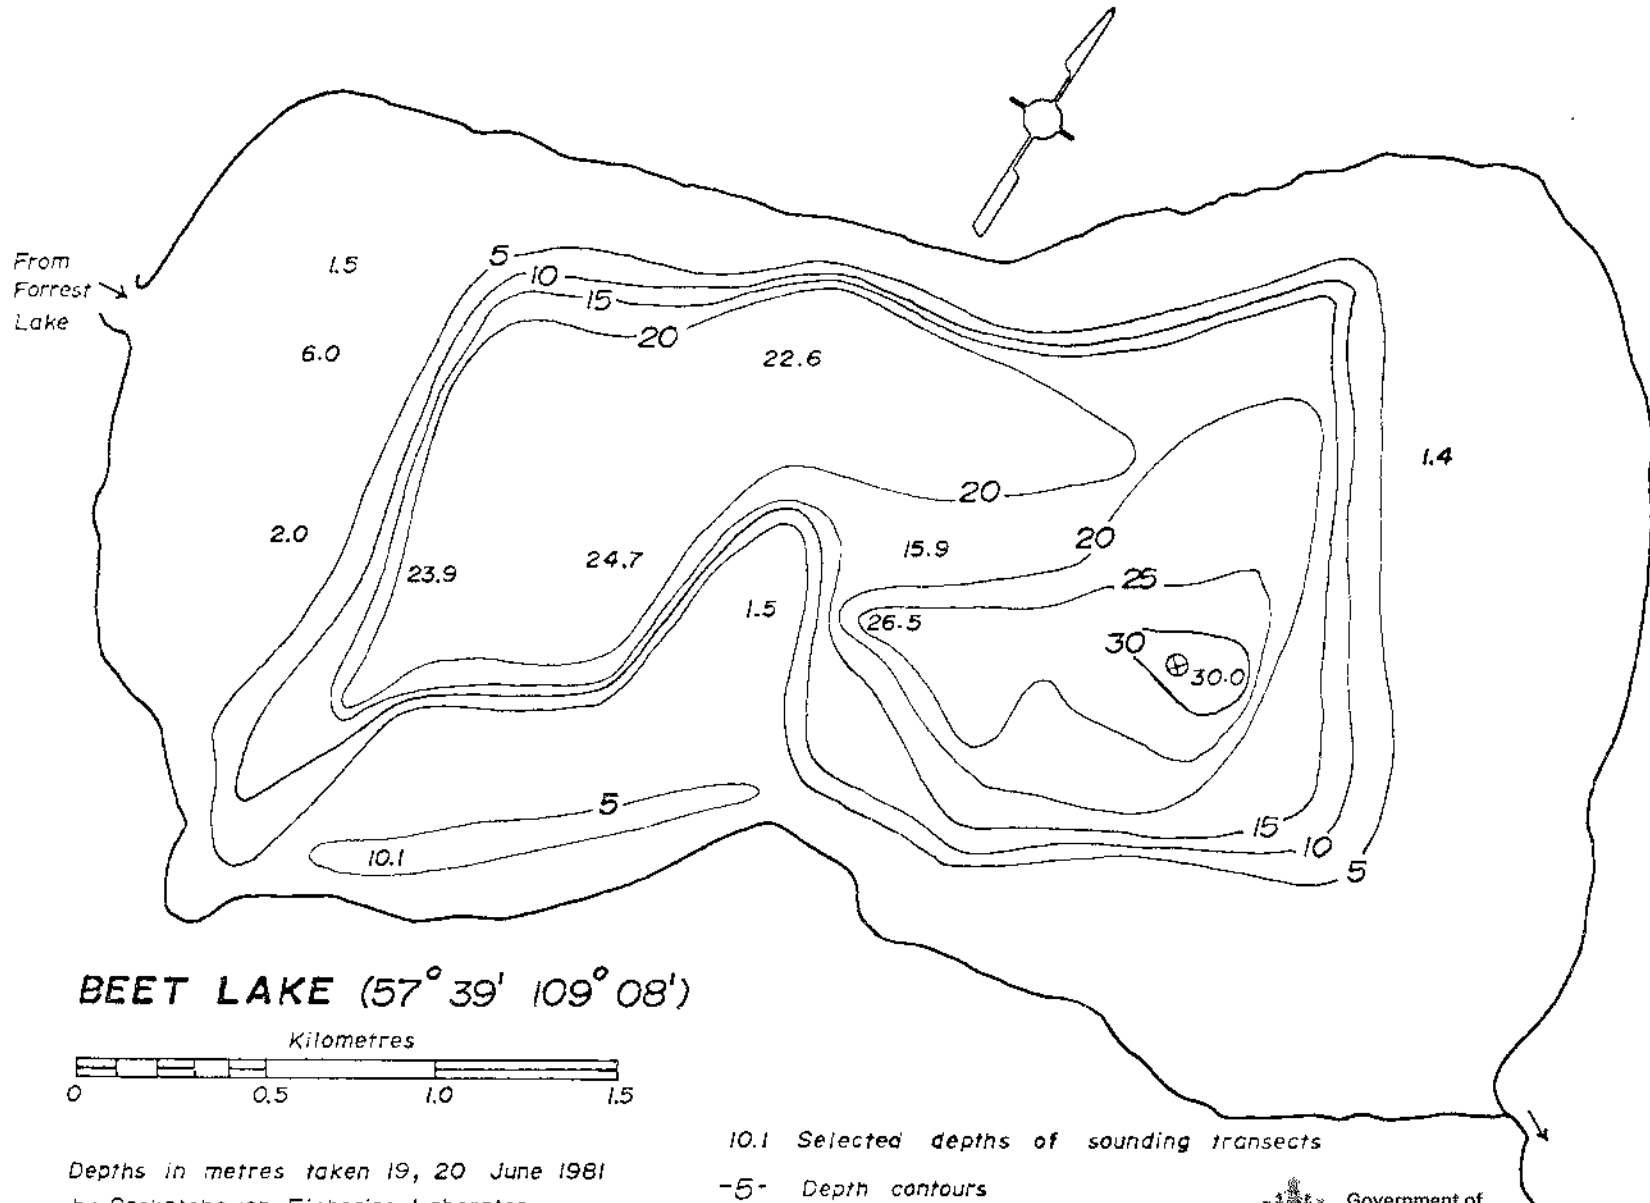 From
Forrest
Lake
1.5
5
10
15
20
6.0
22.6
1.4
20
2.0
20
15.9
24.7
23.9
25
1.5
26.5
30
30.0
5
15
10
10.1
5
BEET LAKE (57° 39' 109° 08')
Kilometres
0 0.5 1.0 1.5
10.1 Selected depths of sounding transects
Depths in metres taken 19, 20 June 1981
-5- Depth contours
Government of